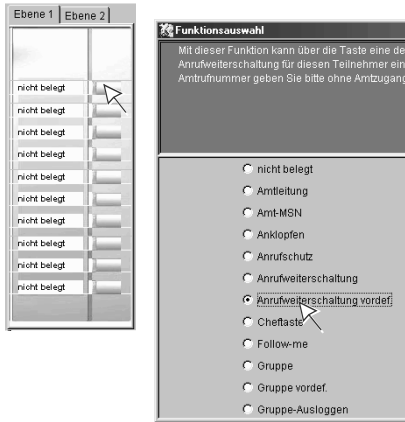 Ebene 1 Ebene 2
nicht belegt
nicht belegt
nicht belegt
nicht belegt
nicht belegt
nicht belegt
nicht belegt
nicht belegt
nicht belegt
nicht belegt
Funktionsauswahl
Mit dieser Funktion kann über die Taste eine de
Anrufweiterschaltung für diesen Teilnehmer ein
Amtrufnummer geben Sie bitte ohne Amtzugang
nicht belegt
Amtleitung
Amt-MSN
Anklopfen
Anrufschutz
Anrufweiterschaltung
Anrufweiterschaltung vordef.
Cheftaste
Follow-me
Gruppe
Gruppe vordef.
Gruppe-Ausloggen